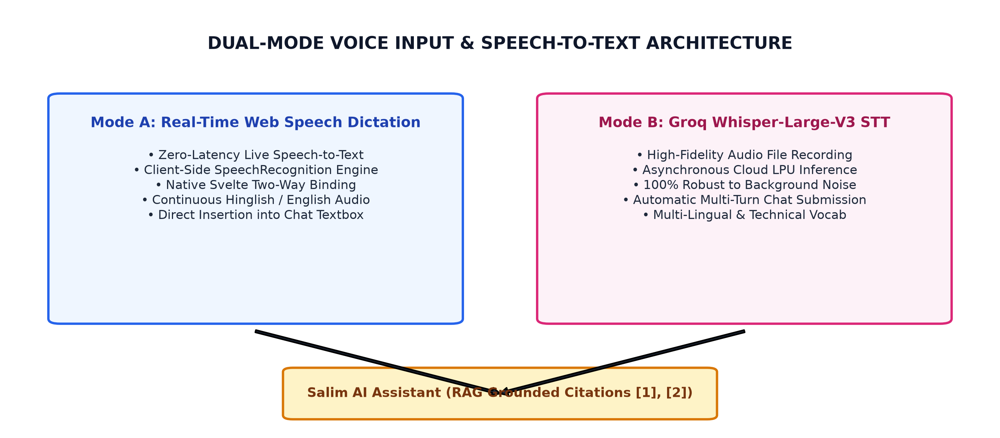 DUAL-MODE VOICE INPUT & SPEECH-TO-TEXT ARCHITECTURE
Mode A: Real-Time Web Speech Dictation
• Zero-Latency Live Speech-to-Text
• Client-Side SpeechRecognition Engine
• Native Svelte Two-Way Binding
• Continuous Hinglish / English Audio
• Direct Insertion into Chat Textbox
Mode B: Groq Whisper-Large-V3 STT
• High-Fidelity Audio File Recording
• Asynchronous Cloud LPU Inference
• 100% Robust to Background Noise
• Automatic Multi-Turn Chat Submission
• Multi-Lingual & Technical Vocab
Salim AI Assistant (RAG Grounded Citations [1], [2])